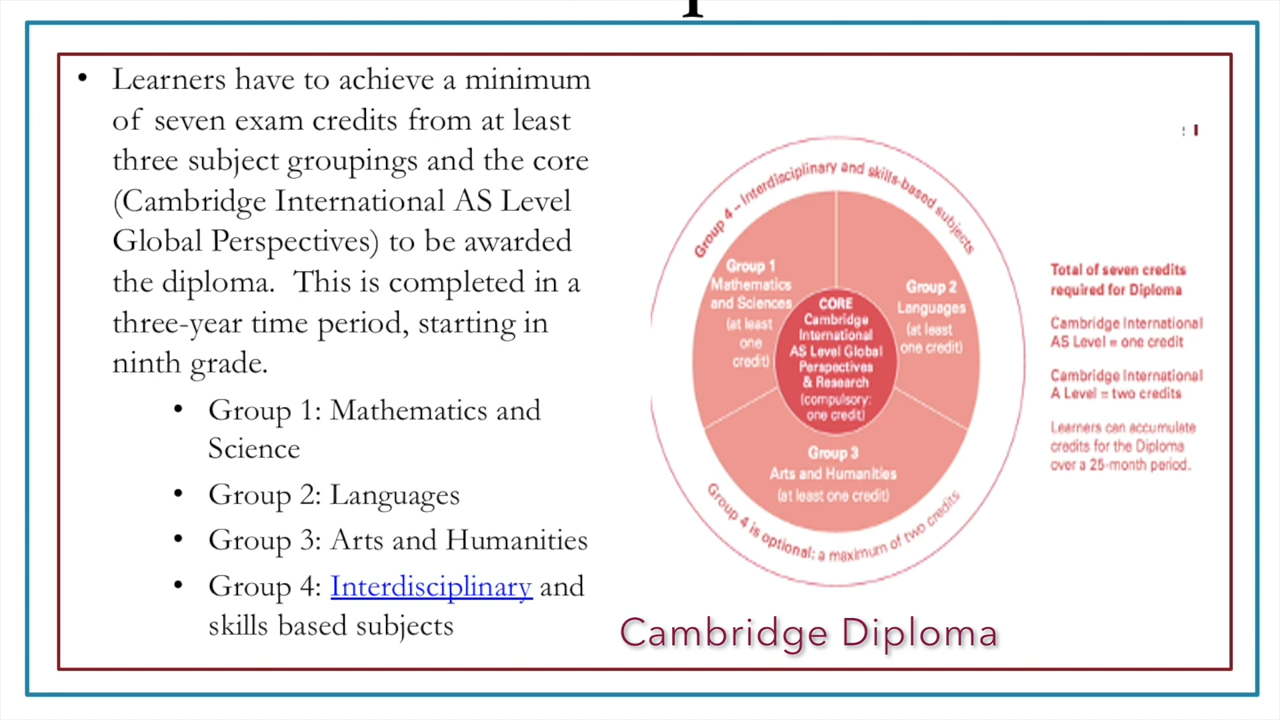 • Learners have to achieve a minimum
of seven exam credits from at least
three subject groupings and the core
(Cambridge International AS Level
Global Perspectives) to be awarded
the diploma. This is completed in a
three-year time period, starting in
ninth grade.
• Group 1: Mathematics and
Science
• Group 2: Languages
• Group 3: Arts and Humanities
• Group 4: Interdisciplinary and
skills based subjects
Group 4 – Interdisciplinary and skills-based subjects
Group 1
Mathematics
and Sciences
(at least
one
credit)
Group 2
Languages
(at least
one credit)
CORE
Cambridge
International
AS Level Global
Perspectives
& Research
(compulsory:
one credit)
Group 3
Arts and Humanities
(at least one credit)
Group 4 is optional: a maximum of two credits
Total of seven credits
required for Diploma
Cambridge International
AS Level = one credit
Cambridge International
A Level = two credits
Learners can accumulate
credits for the Diploma
over a 25-month period.
Cambridge Diploma